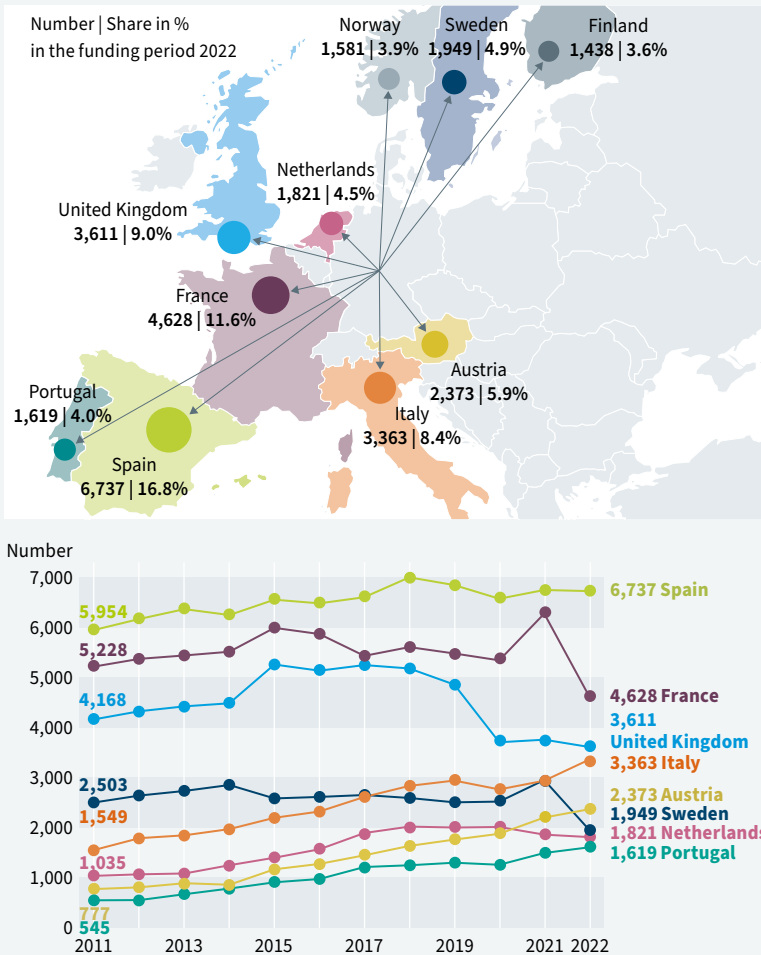 Number | Share in %
in the funding period 2022
Norway
1,581 | 3.9%
Sweden
1,949 | 4.9%
Finland
1,438 | 3.6%
Netherlands
1,821 | 4.5%
United Kingdom
3,611 | 9.0%
France
4,628 | 11.6%
Austria
2,373 | 5.9%
Portugal
1,619 | 4.0%
Italy
3,363 | 8.4%
Spain
6,737 | 16.8%
Number
7,000
6,000
5,000
4,000
3,000
2,000
1,000
0
5,954
5,228
4,168
2,503
1,549
1,035
777
545
6,737 Spain
4,628 France
3,611
United Kingdom
3,363 Italy
2,373 Austria
1,949 Sweden
1,821 Netherlands
1,619 Portugal
2011 2013 2015 2017 2019 2021 2022